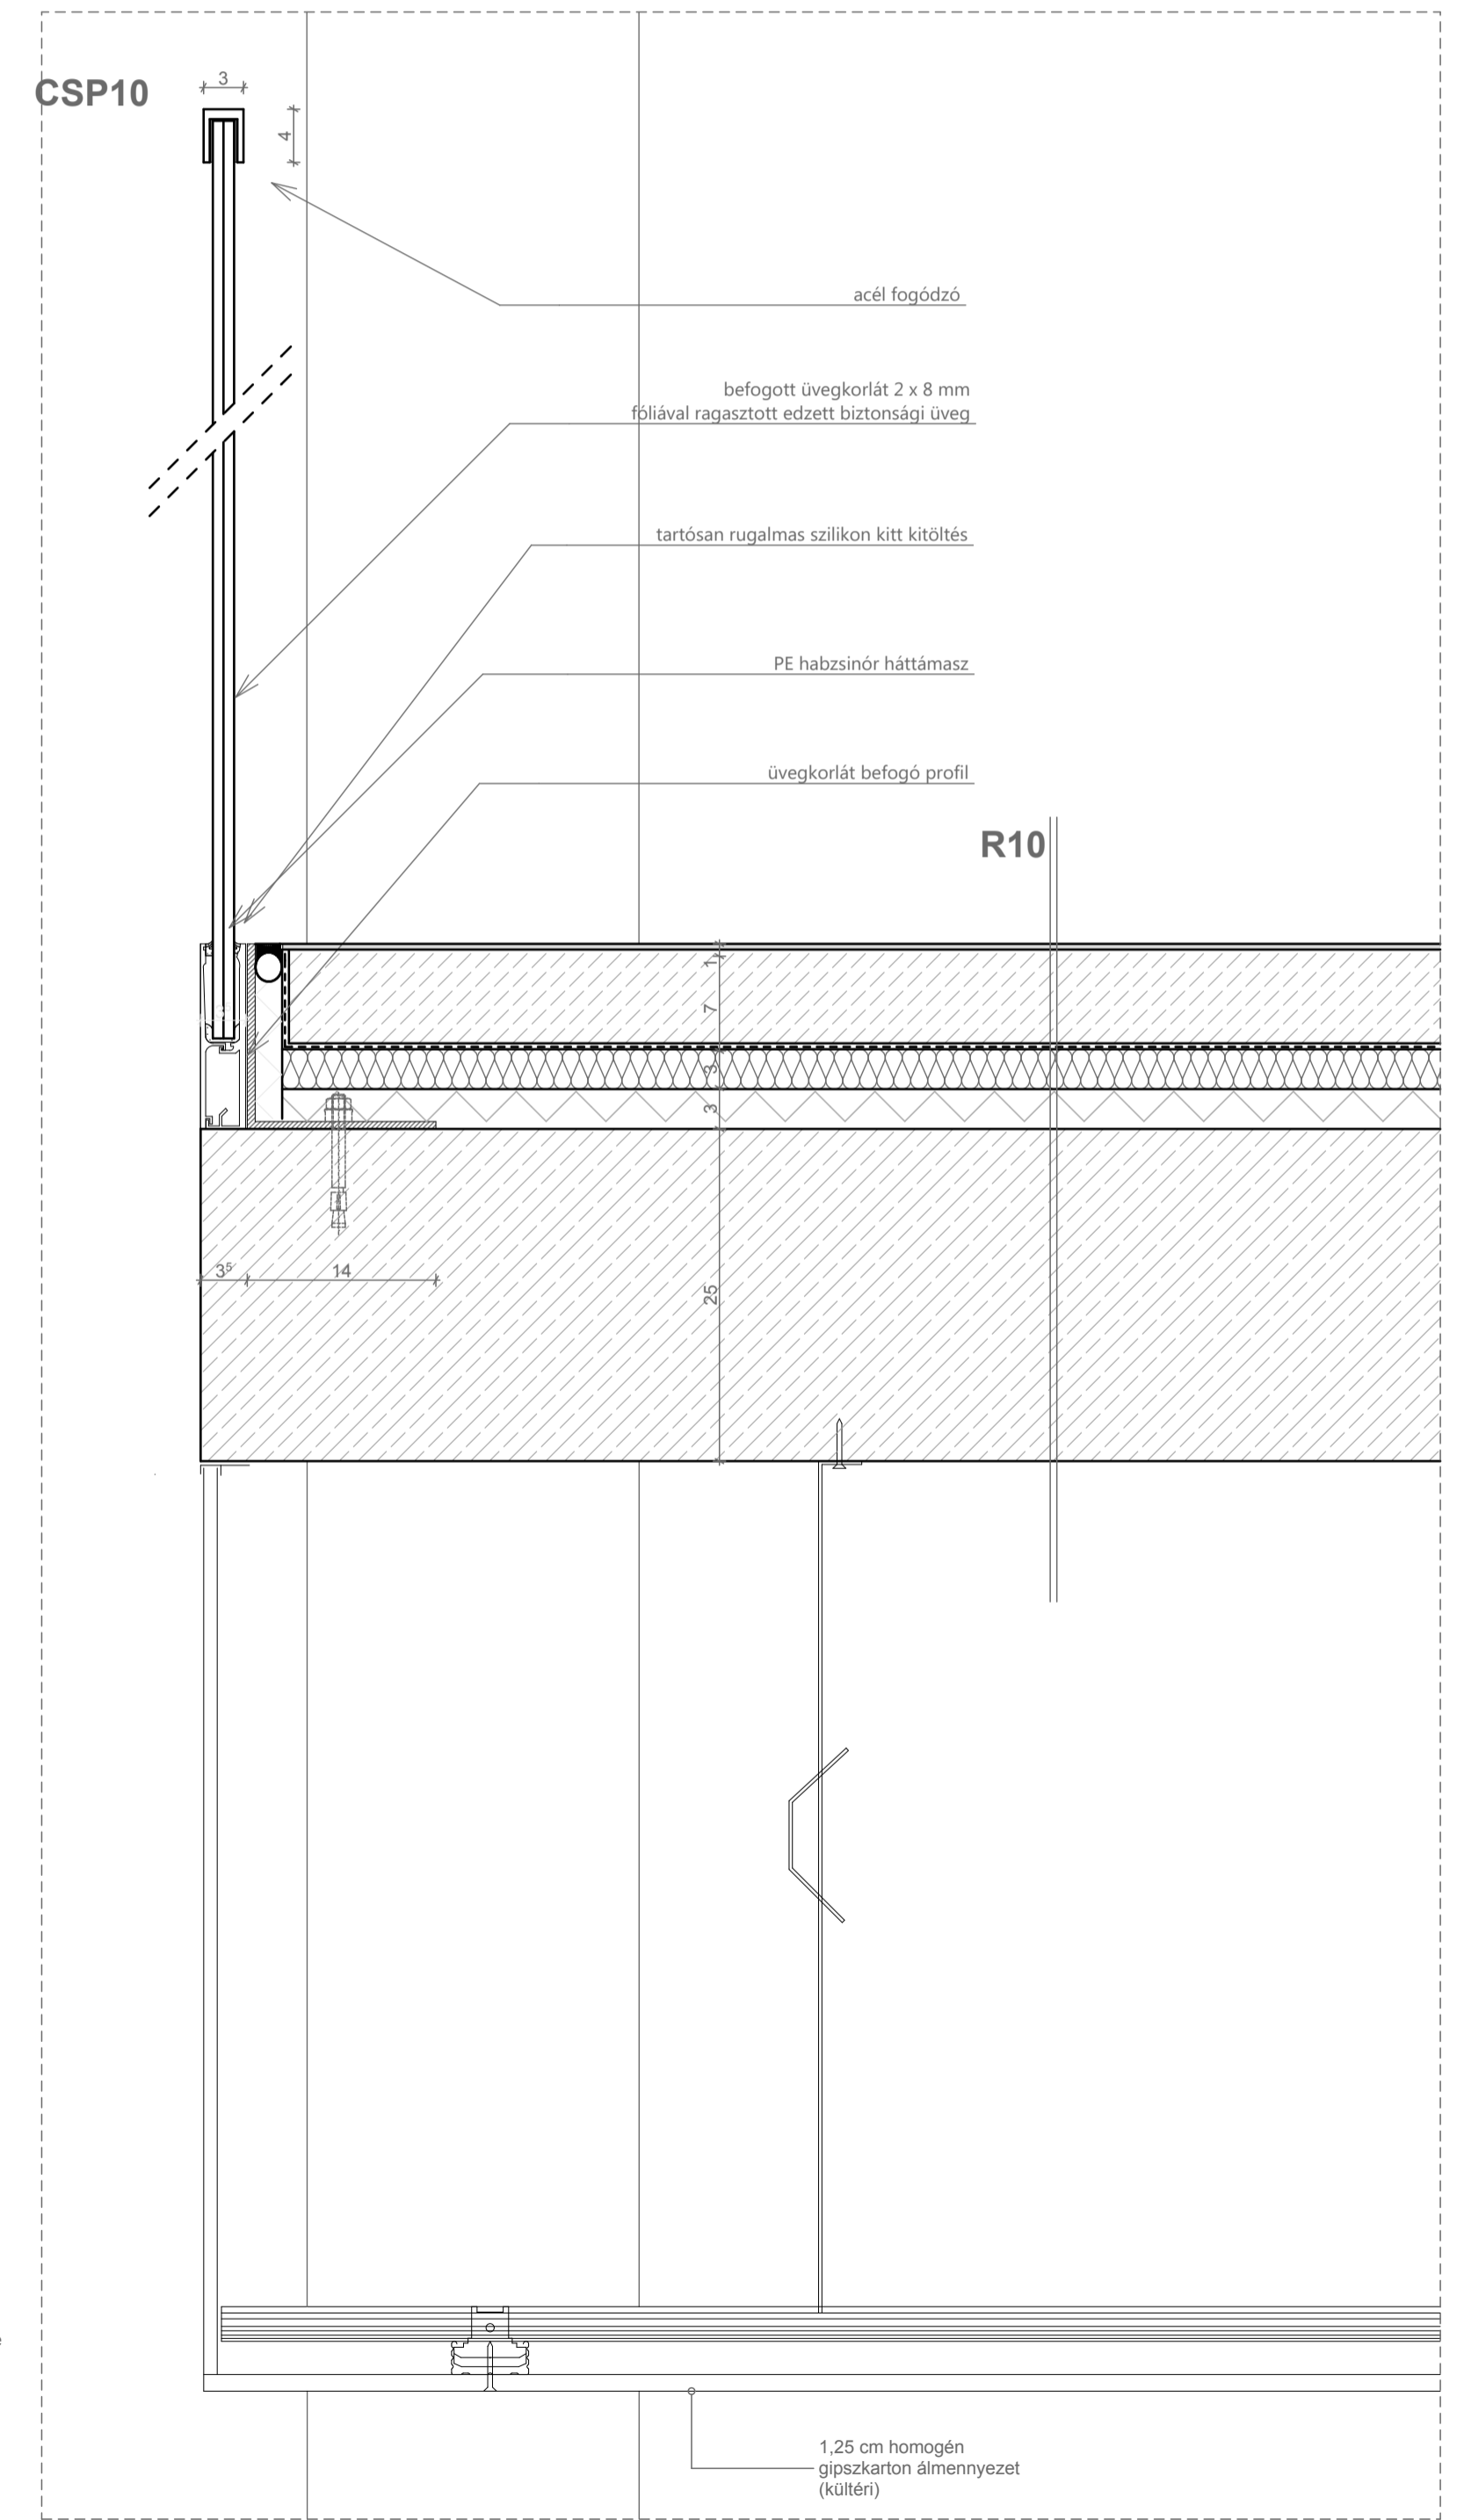 CSP10
3
4
acél fogódzó
befogott üvegkorlát 2 x 8 mm
fóliával ragasztott edzett biztonsági üveg
tartósan rugalmas szilikon kitt kitöltés
PE habzsinór háttámasz
üvegkorlát befogó profil
R10
1
7
3
3
3⁵
14
25
1,25 cm homogén
gipszkarton álmennyezet
(kültéri)